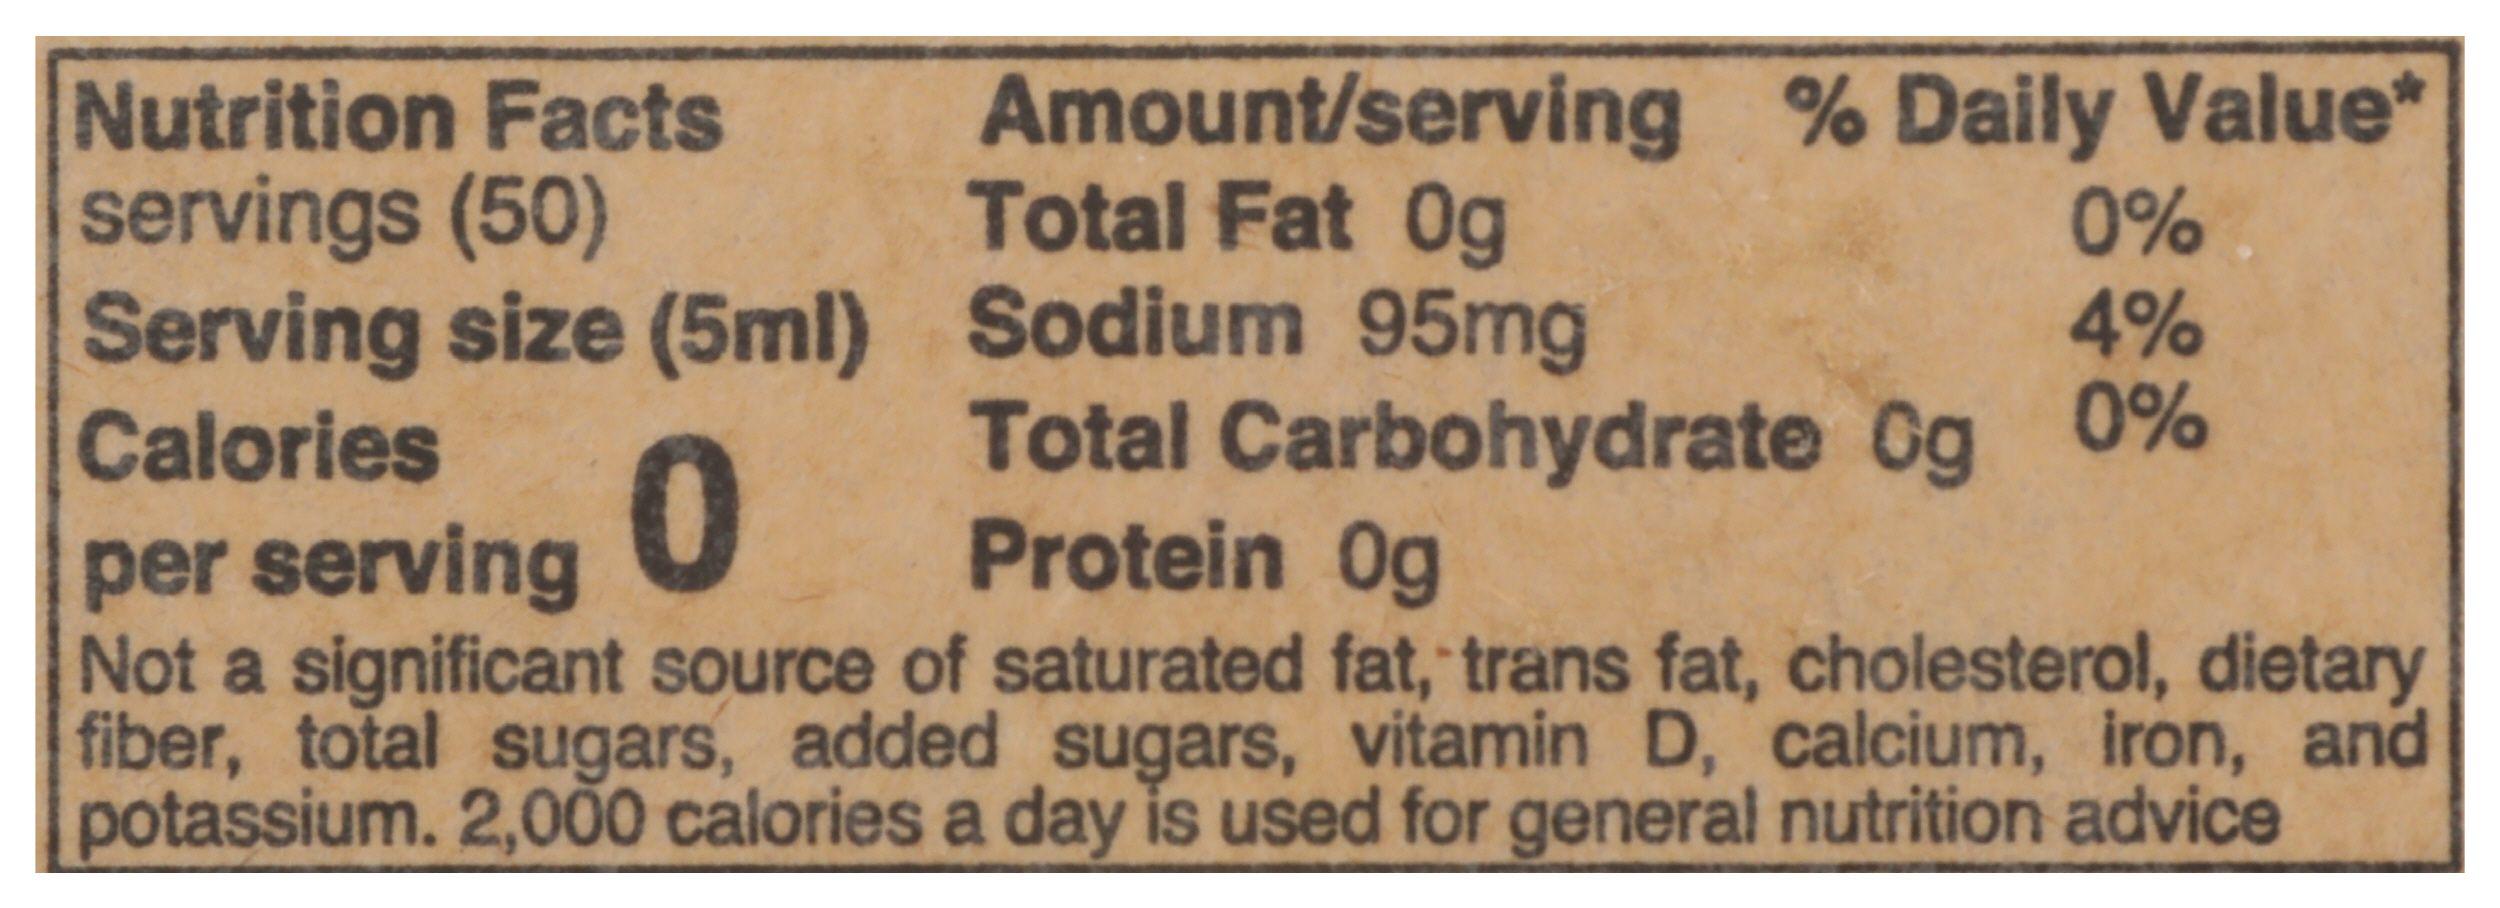 Nutrition Facts
servings (50)
Serving size (5ml)
Calories
per serving 0
Amount/serving % Daily Value*
Total Fat 0g 0%
Sodium 95mg 4%
Total Carbohydrate 0g 0%
Protein 0g
Not a significant source of saturated fat, trans fat, cholesterol, dietary
fiber, total sugars, added sugars, vitamin D, calcium, iron, and
potassium. 2,000 calories a day is used for general nutrition advice